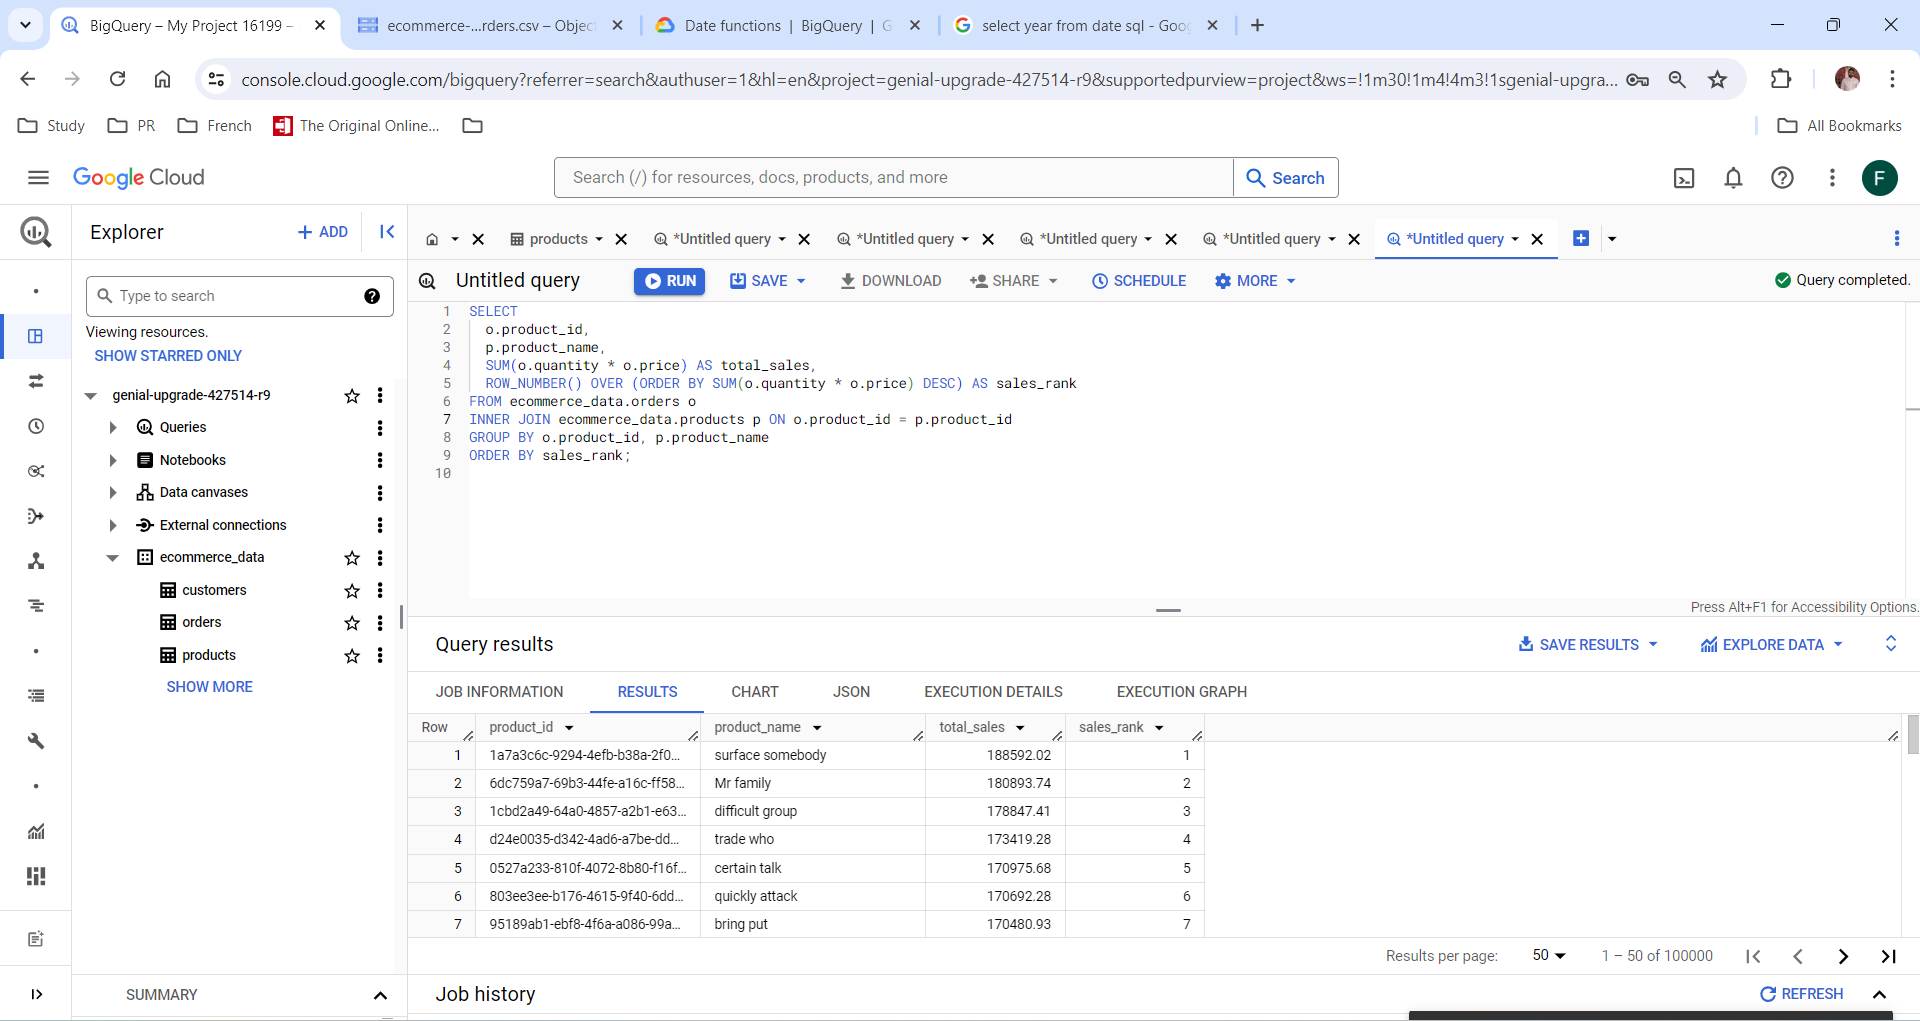 BigQuery – My Project 16199 –
ecommerce-...rders.csv – Object
Date functions | BigQuery | G
select year from date sql - Goog
console.cloud.google.com/bigquery?referrer=search&authuser=1&hl=en&project=genial-upgrade-427514-r9&supportedpurview=project&ws=!1m30!1m4!4m3!1sgenial-upgra...
Study
PR
French
The Original Online...
All Bookmarks
Google Cloud
Search (/) for resources, docs, products, and more
Search
F
Explorer
+ ADD
products
*Untitled query
*Untitled query
*Untitled query
*Untitled query
*Untitled query
Untitled query
RUN
SAVE
DOWNLOAD
SHARE
SCHEDULE
MORE
Query completed.
Type to search
Viewing resources.
SHOW STARRED ONLY
genial-upgrade-427514-r9
Queries
Notebooks
Data canvases
External connections
ecommerce_data
customers
orders
products
SHOW MORE
SUMMARY
1 SELECT
2 o.product_id,
3 p.product_name,
4 SUM(o.quantity * o.price) AS total_sales,
5 ROW_NUMBER() OVER (ORDER BY SUM(o.quantity * o.price) DESC) AS sales_rank
6 FROM ecommerce_data.orders o
7 INNER JOIN ecommerce_data.products p ON o.product_id = p.product_id
8 GROUP BY o.product_id, p.product_name
9 ORDER BY sales_rank;
10
Press Alt+F1 for Accessibility Options.
Query results
SAVE RESULTS
EXPLORE DATA
JOB INFORMATION
RESULTS
CHART
JSON
EXECUTION DETAILS
EXECUTION GRAPH
Row product_id product_name total_sales sales_rank
1 1a7a3c6c-9294-4efb-b38a-2f0... surface somebody 188592.02 1
2 6dc759a7-69b3-44fe-a16c-ff58... Mr family 180893.74 2
3 1cbd2a49-64a0-4857-a2b1-e63... difficult group 178847.41 3
4 d24e0035-d342-4ad6-a7be-dd... trade who 173419.28 4
5 0527a233-810f-4072-8b80-f16f... certain talk 170975.68 5
6 803ee3ee-b176-4615-9f40-6dd... quickly attack 170692.28 6
7 95189ab1-ebf8-4f6a-a086-99a... bring put 170480.93 7
Results per page: 50 1 – 50 of 100000
Job history
REFRESH